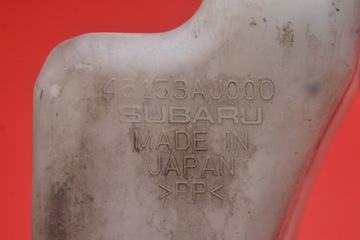 45153AJ000
SUBARU
MADE IN
JAPAN
>PP<